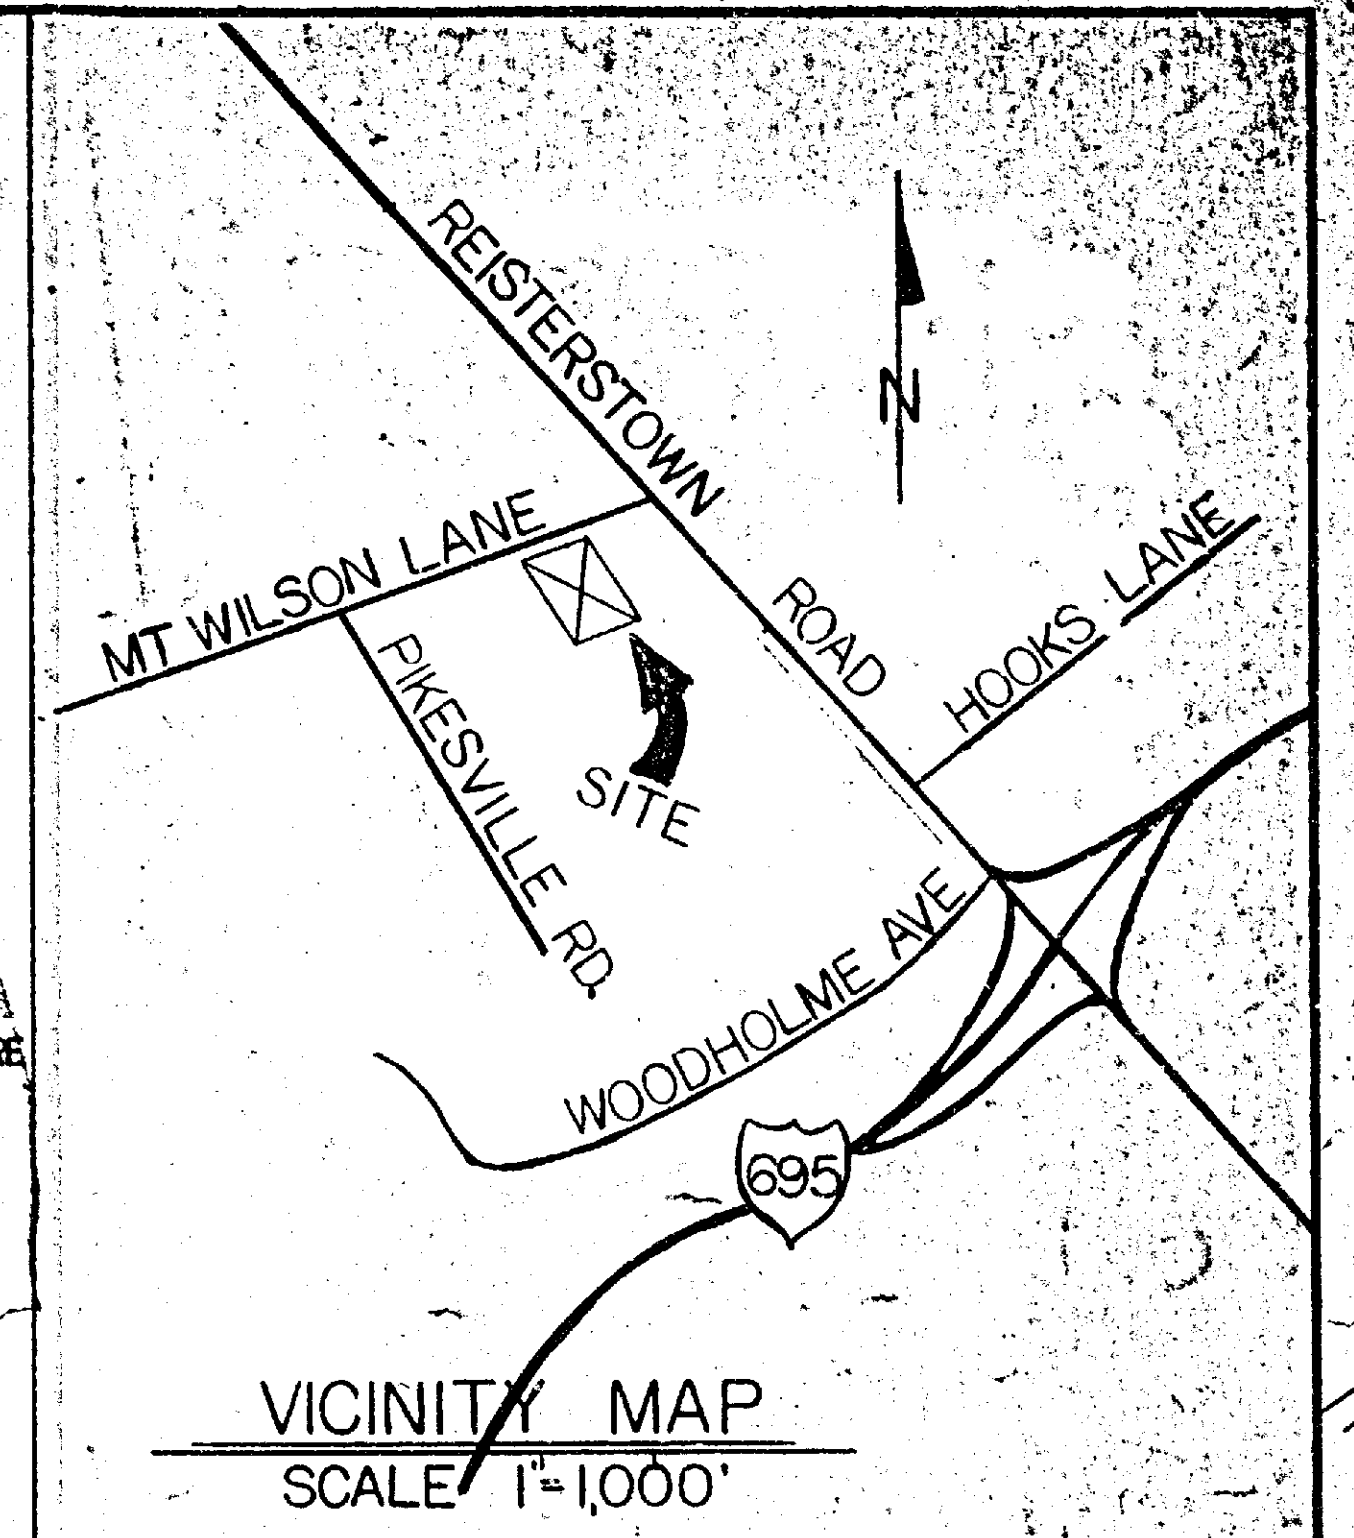 REISTERSTOWN ROAD
N
MT WILSON LANE
HOOKS LANE
PIKESVILLE RD.
SITE
WOODHOLME AVE
695
VICINITY MAP
SCALE 1"=1,000'